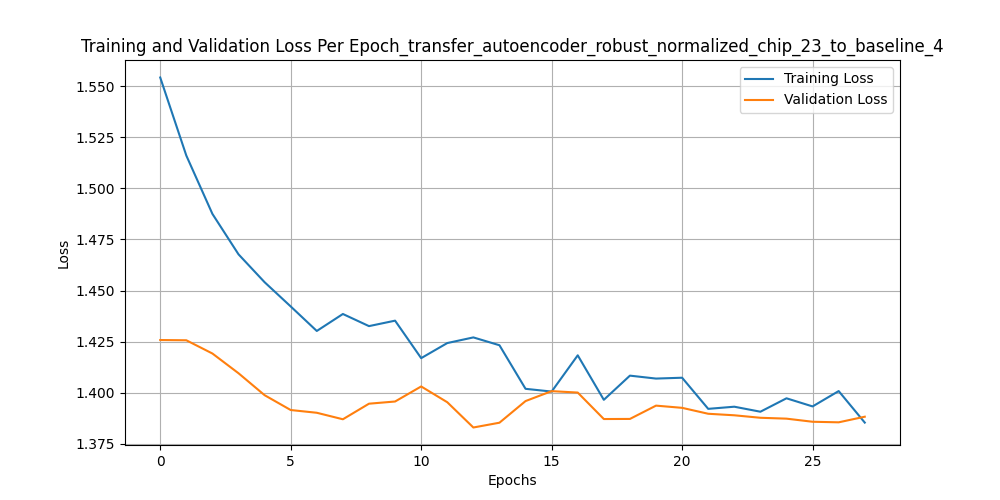 Training and Validation Loss Per Epoch_transfer_autoencoder_robust_normalized_chip_23_to_baseline_4
Training Loss
Validation Loss
1.550
1.525
1.500
1.475
1.450
1.425
1.400
1.375
Loss
0 5 10 15 20 25
Epochs